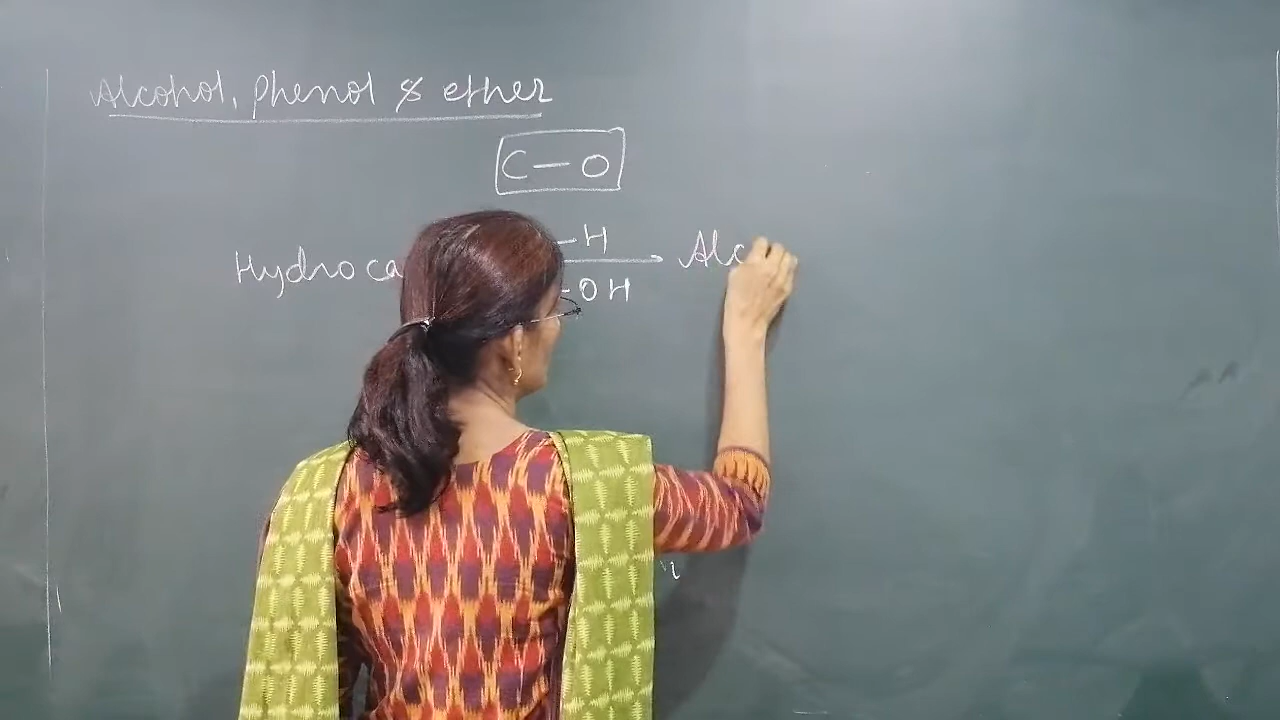 Alcohol, phenol & ether
C — O
Hydroca –H Alc
–OH